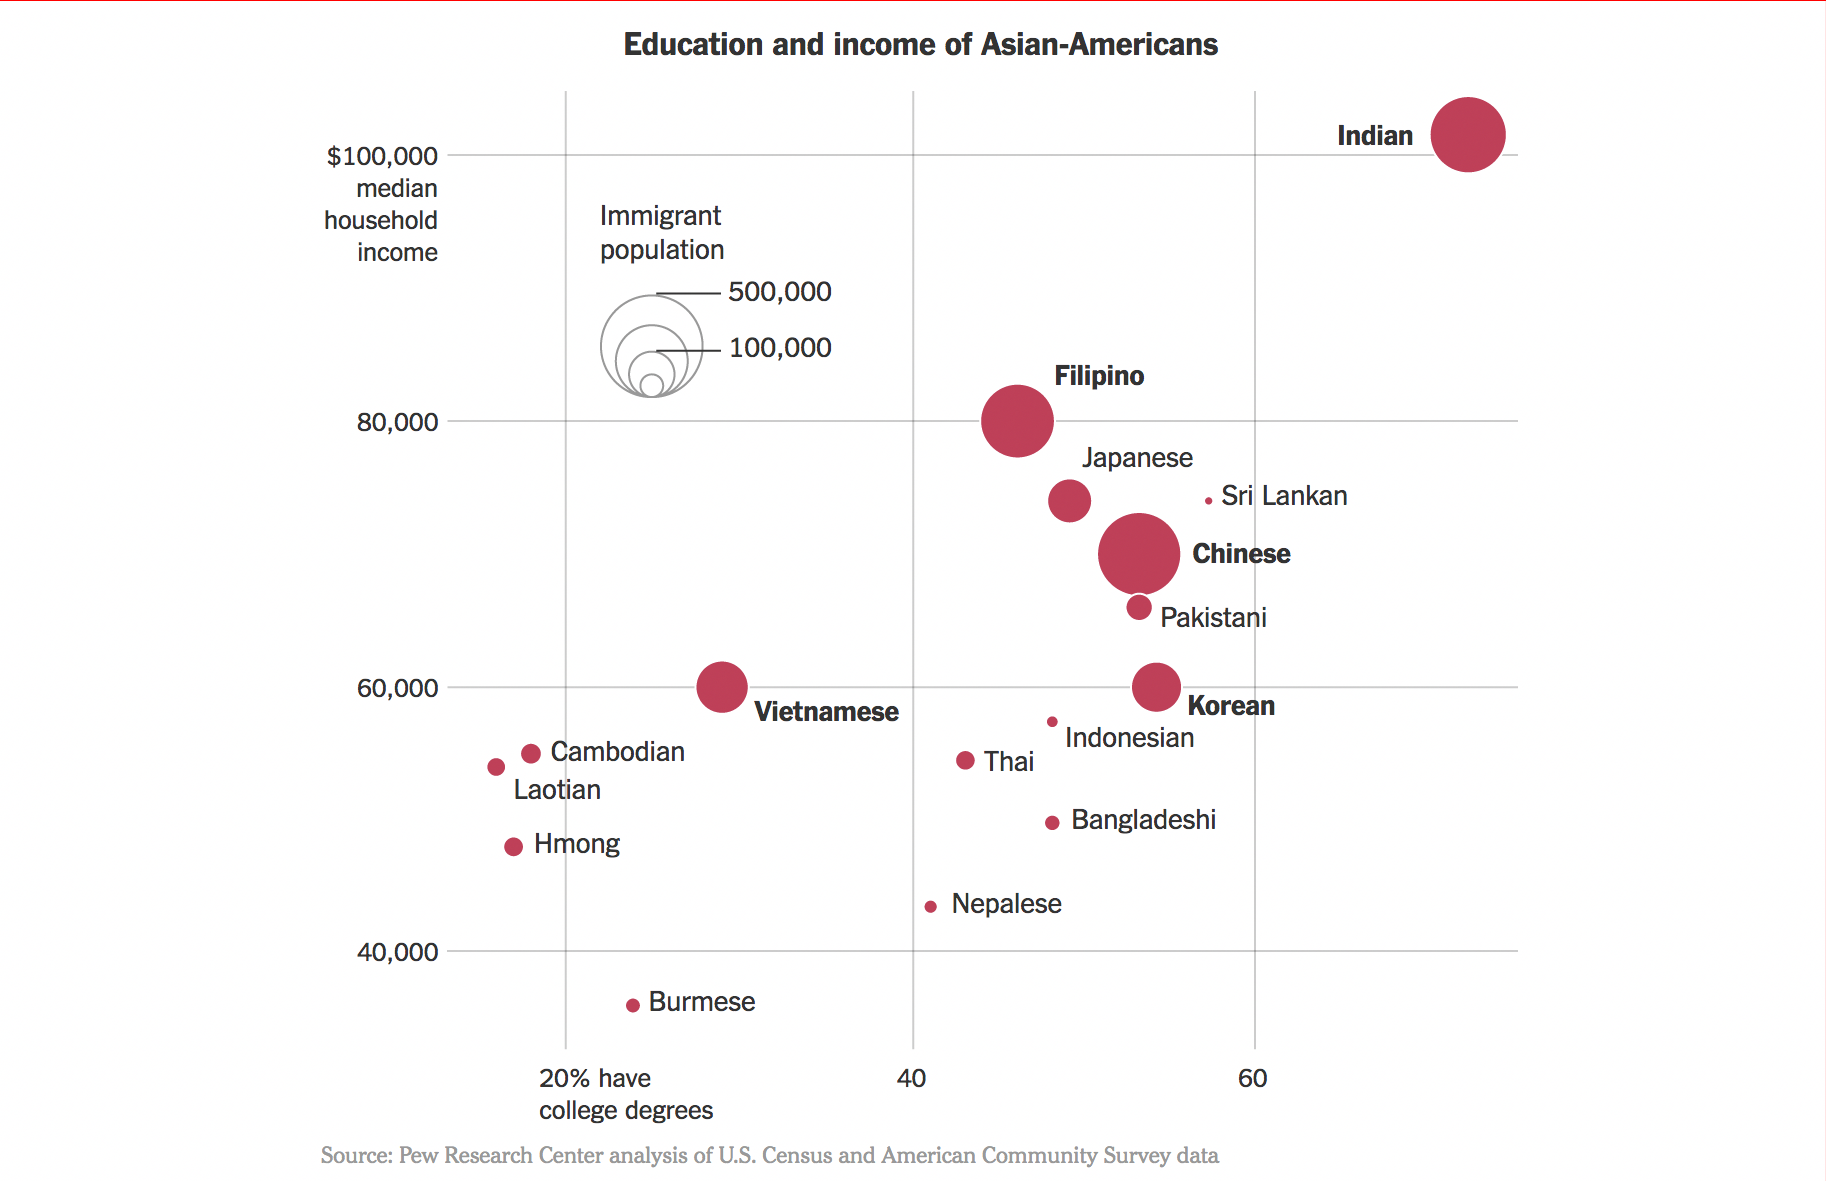 Education and income of Asian-Americans
Indian
$100,000
median
household
income
Immigrant
population
500,000
100,000
Filipino
80,000
Japanese
Sri Lankan
Chinese
Pakistani
60,000
Korean
Vietnamese
Indonesian
Cambodian
Thai
Laotian
Bangladeshi
Hmong
Nepalese
40,000
Burmese
20% have
college degrees
40
60
Source: Pew Research Center analysis of U.S. Census and American Community Survey data